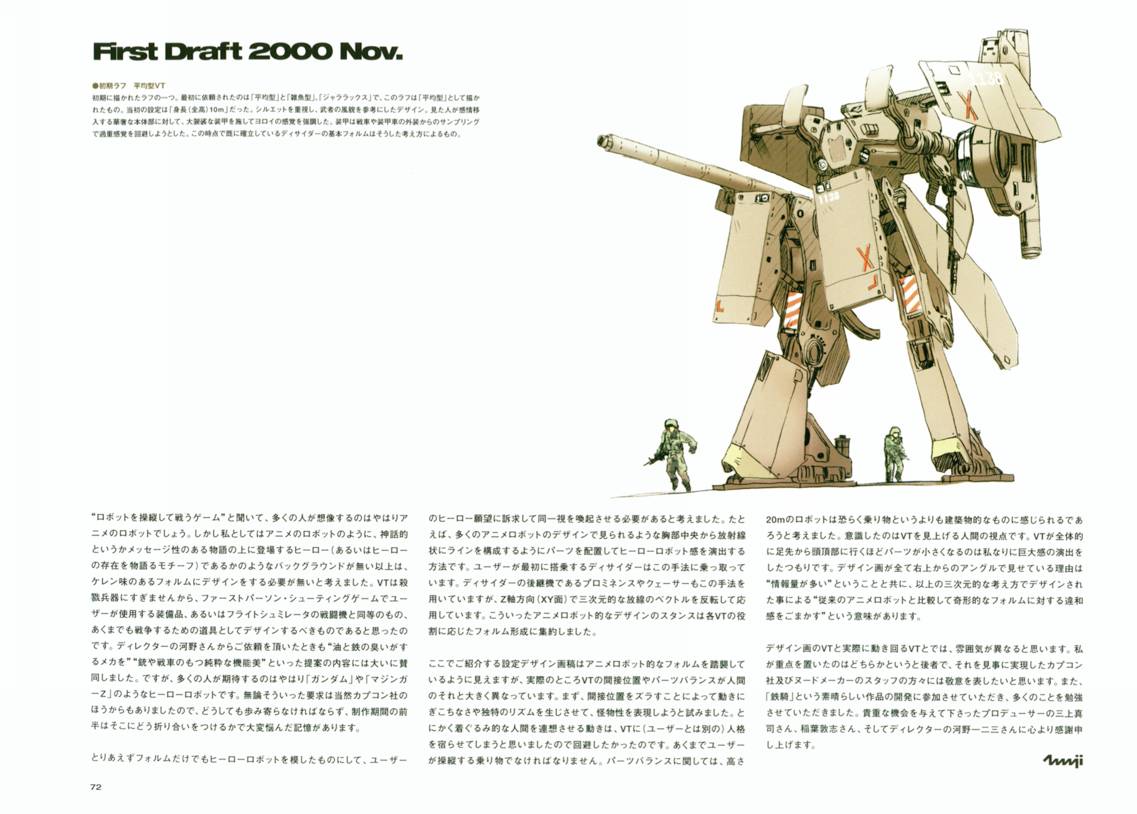 First Draft 2000 Nov.
●初期ラフ 平均型VT
初期に描かれたラフの一つ。最初に依頼されたのは「平均型」と「雑魚型」、「ジャララックス」で、このラフは「平均型」として描か
れたもの。当初の設定は「身長（全高）10m」だった。シルエットを重視し、武者の風貌を参考にしたデザイン。見た人が感情移
入する華奢な本体部に対して、大袈裟な装甲を施してヨロイの感覚を強調した。装甲は戦車や装甲車の外装からのサンプリング
で過重感覚を回避しようとした。この時点で既に確立しているディサイダーの基本フォルムはそうした考え方によるもの。
1138
X
1138
X
L
L
“ロボットを操縦して戦うゲーム”と聞いて、多くの人が想像するのはやはりア
ニメのロボットでしょう。しかし私としてはアニメのロボットのように、神話的
というかメッセージ性のある物語の上に登場するヒーロー（あるいはヒーロー
の存在を物語るモチーフ）であるかのようなバックグラウンドが無い以上は、
ケレン味のあるフォルムにデザインをする必要が無いと考えました。VTは殺
戮兵器にすぎませんから、ファーストパーソン・シューティングゲームでユー
ザーが使用する装備品、あるいはフライトシュミレータの戦闘機と同等のもの、
あくまでも戦争するための道具としてデザインするべきものであると思ったの
です。ディレクターの河野さんからご依頼を頂いたときも“油と鉄の臭いがす
るメカを”“銃や戦車のもつ純粋な機能美”といった提案の内容には大いに賛
同しました。ですが、多くの人が期待するのはやはり「ガンダム」や「マジンガ
ーZ」のようなヒーローロボットです。無論そういった要求は当然カプコン社の
ほうからもありましたので、どうしても歩み寄らなければならず、制作期間の前
半はそこにどう折り合いをつけるかで大変悩んだ記憶があります。
とりあえずフォルムだけでもヒーローロボットを模したものにして、ユーザー
のヒーロー願望に訴求して同一視を喚起させる必要があると考えました。たと
えば、多くのアニメロボットのデザインで見られるような胸部中央から放射線
状にラインを構成するようにパーツを配置してヒーローロボット感を演出する
方法です。ユーザーが最初に搭乗するディサイダーはこの手法に乗っ取って
います。ディサイダーの後継機であるプロミネンスやクェーサーもこの手法を
用いていますが、Z軸方向（XY面）で三次元的な放線のベクトルを反転して応
用しています。こういったアニメロボット的なデザインのスタンスは各VTの役
割に応じたフォルム形成に集約しました。
ここでご紹介する設定デザイン画稿はアニメロボット的なフォルムを踏襲して
いるように見えますが、実際のところVTの間接位置やパーツバランスが人間
のそれと大きく異なっています。まず、間接位置をズラすことによって動きに
ぎこちなさや独特のリズムを生じさせて、怪物性を表現しようと試みました。と
にかく着ぐるみ的な人間を連想させる動きは、VTに（ユーザーとは別の）人格
を宿らせてしまうと思いましたので回避したかったのです。あくまでユーザー
が操縦する乗り物でなければなりません。パーツバランスに関しては、高さ
20mのロボットは恐らく乗り物というよりも建築物的なものに感じられるであ
ろうと考えました。意識したのはVTを見上げる人間の視点です。VTが全体的
に足先から頭頂部に行くほどパーツが小さくなるのは私なりに巨大感の演出を
したつもりです。デザイン画が全て右上からのアングルで見せている理由は
“情報量が多い”ということと共に、以上の三次元的な考え方でデザインされ
た事による“従来のアニメロボットと比較して奇形的なフォルムに対する違和
感をごまかす”という意味があります。
デザイン画のVTと実際に動き回るVTとでは、雰囲気が異なると思います。私
が重点を置いていたのはどちらかというと後者で、それを見事に実現したカプコン
社及びヌードメーカーのスタッフの方々には敬意を表したいと思います。また、
「鉄騎」という素晴らしい作品の開発に参加させていただき、多くのことを勉強
させていただきました。貴重な機会を与えて下さったプロデューサーの三上真
司さん、稲葉敦志さん、そしてディレクターの河野一二三さんに心より感謝申
し上げます。
72